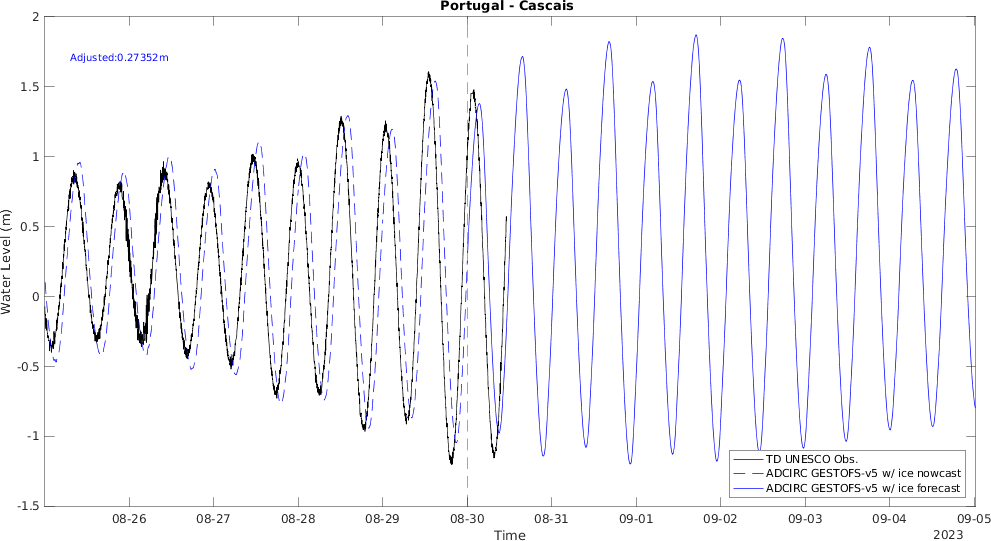 Portugal - Cascais
Adjusted:0.27352m
2
1.5
1
0.5
0
-0.5
-1
-1.5
Water Level (m)
TD UNESCO Obs.
ADCIRC GESTOFS-v5 w/ ice nowcast
ADCIRC GESTOFS-v5 w/ ice forecast
08-26 08-27 08-28 08-29 08-30 08-31 09-01 09-02 09-03 09-04 09-05
Time
2023